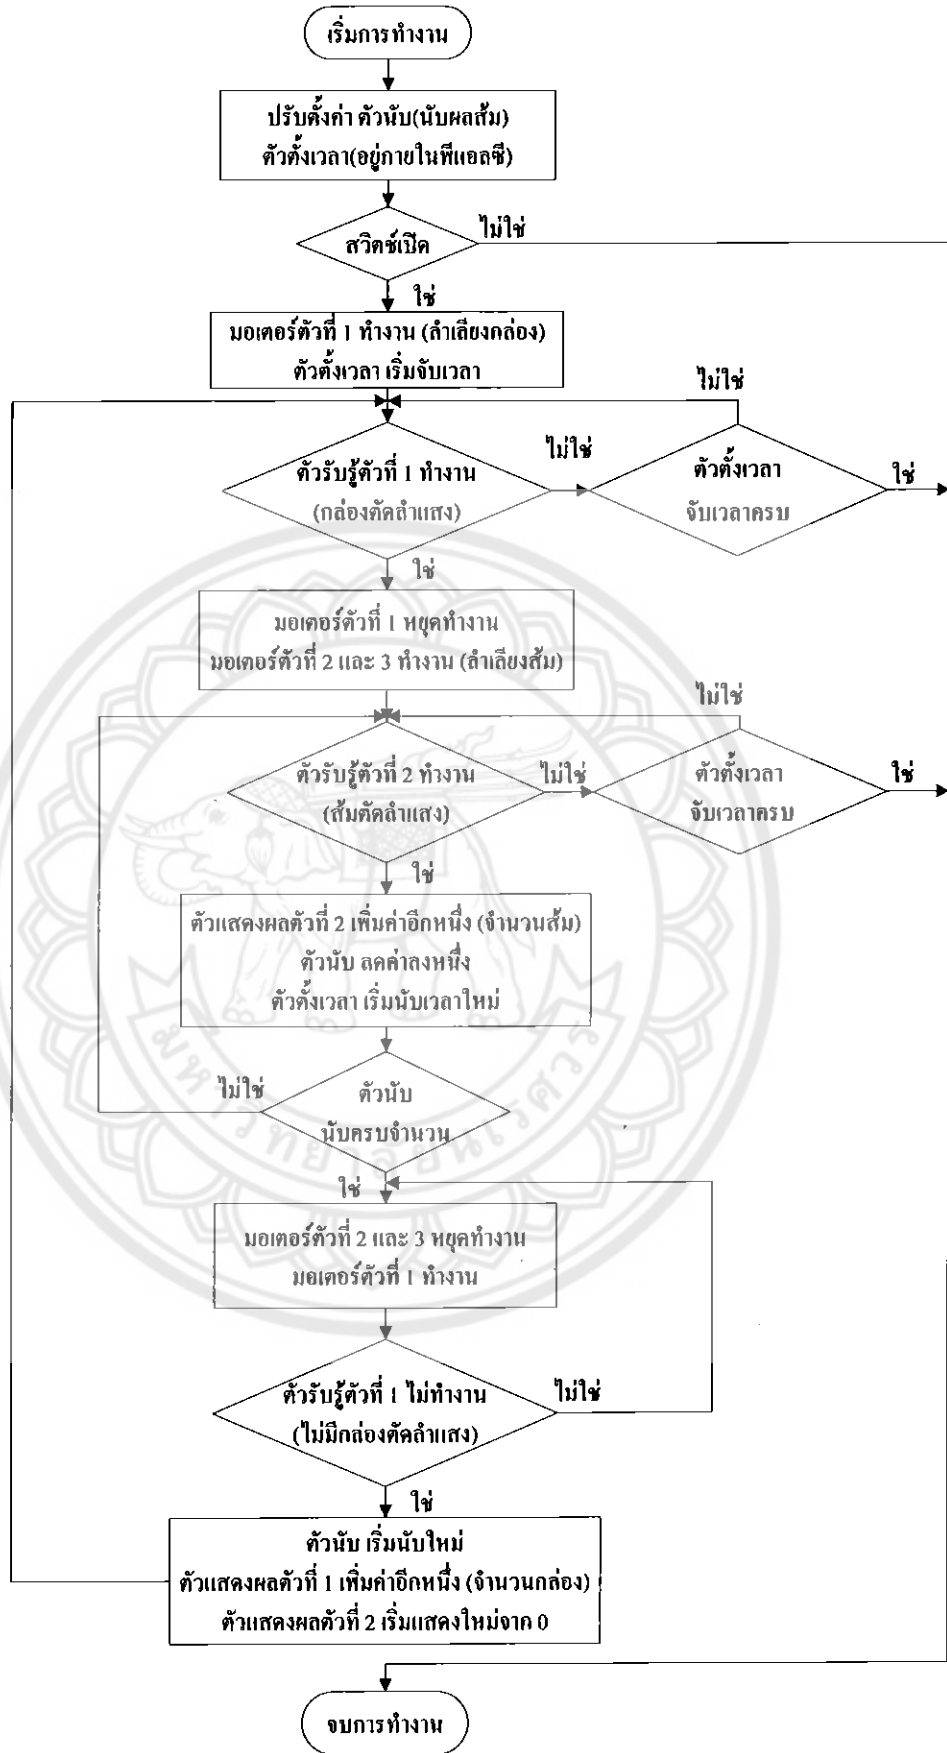 เริ่มการทำงาน
ปรับตั้งค่า ตัวนับ(นับผลส้ม)
ตัวตั้งเวลา(อยู่ภายในพีแอลซี)
สวิตช์เปิด
ไม่ใช่
ใช่
มอเตอร์ตัวที่ 1 ทำงาน (ลำเลียงกล่อง)
ตัวตั้งเวลา เริ่มจับเวลา
ไม่ใช่
ตัวรับรู้ตัวที่ 1 ทำงาน
(กล่องตัดลำแสง)
ไม่ใช่
ตัวตั้งเวลา
จับเวลาครบ
ใช่
ใช่
มอเตอร์ตัวที่ 1 หยุดทำงาน
มอเตอร์ตัวที่ 2 และ 3 ทำงาน (ลำเลียงส้ม)
ไม่ใช่
ตัวรับรู้ตัวที่ 2 ทำงาน
(ส้มตัดลำแสง)
ไม่ใช่
ตัวตั้งเวลา
จับเวลาครบ
ใช่
ใช่
ตัวแสดงผลตัวที่ 2 เพิ่มค่าอีกหนึ่ง (จำนวนส้ม)
ตัวนับ ลดค่าลงหนึ่ง
ตัวตั้งเวลา เริ่มนับเวลาใหม่
ไม่ใช่
ตัวนับ
นับครบจำนวน
มหาวิทยาลัยนเรศวร
ใช่
มอเตอร์ตัวที่ 2 และ 3 หยุดทำงาน
มอเตอร์ตัวที่ 1 ทำงาน
ตัวรับรู้ตัวที่ 1 ไม่ทำงาน
(ไม่มีกล่องตัดลำแสง)
ไม่ใช่
ใช่
ตัวนับ เริ่มนับใหม่
ตัวแสดงผลตัวที่ 1 เพิ่มค่าอีกหนึ่ง (จำนวนกล่อง)
ตัวแสดงผลตัวที่ 2 เริ่มแสดงใหม่จาก 0
จบการทำงาน